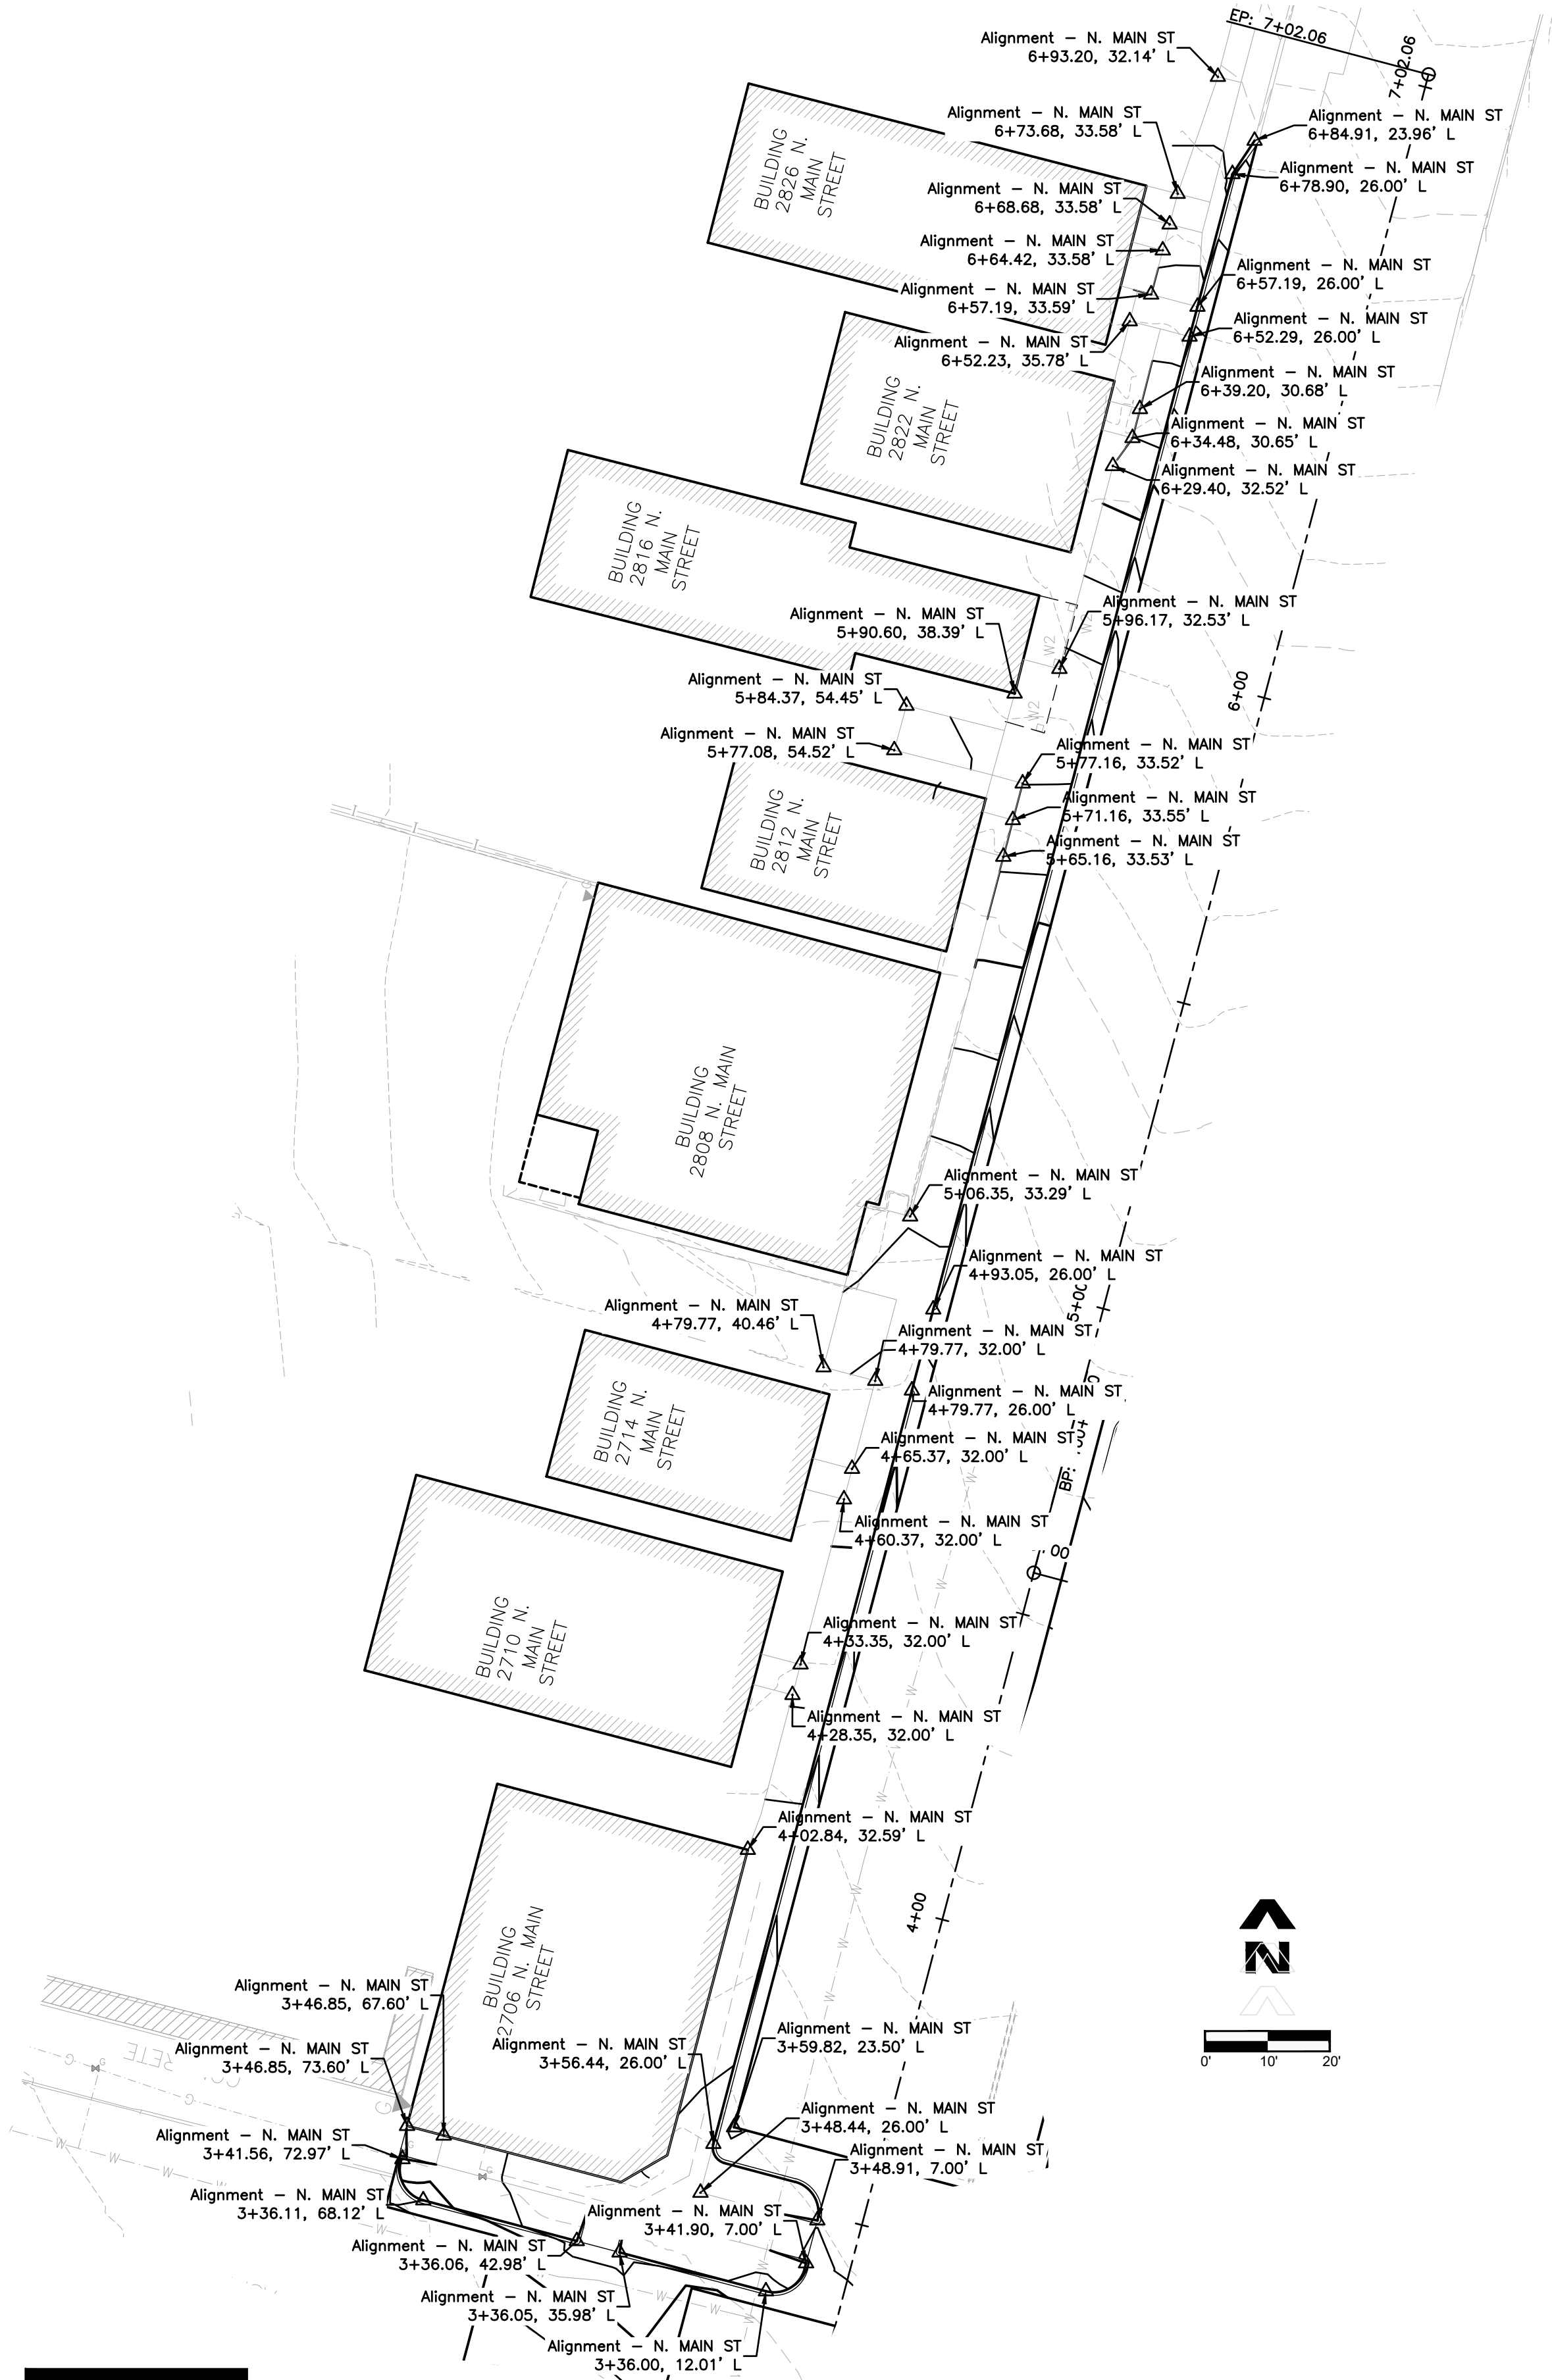 EP: 7+02.06
7+02.06
Alignment – N. MAIN ST
6+93.20, 32.14' L
Alignment – N. MAIN ST
6+73.68, 33.58' L
Alignment – N. MAIN ST
6+84.91, 23.96' L
Alignment – N. MAIN ST
6+78.90, 26.00' L
BUILDING
2826 N.
MAIN
STREET
Alignment – N. MAIN ST
6+68.68, 33.58' L
Alignment – N. MAIN ST
6+64.42, 33.58' L
Alignment – N. MAIN ST
6+57.19, 26.00' L
Alignment – N. MAIN ST
6+57.19, 33.59' L
Alignment – N. MAIN ST
6+52.29, 26.00' L
Alignment – N. MAIN ST
6+52.23, 35.78' L
Alignment – N. MAIN ST
6+39.20, 30.68' L
BUILDING
2822 N.
MAIN
STREET
Alignment – N. MAIN ST
6+34.48, 30.65' L
Alignment – N. MAIN ST
6+29.40, 32.52' L
BUILDING
2816 N.
MAIN
STREET
Alignment – N. MAIN ST
5+96.17, 32.53' L
Alignment – N. MAIN ST
5+90.60, 38.39' L
W2
W2
6+00
Alignment – N. MAIN ST
5+84.37, 54.45' L
Alignment – N. MAIN ST
5+77.08, 54.52' L
Alignment – N. MAIN ST
5+77.16, 33.52' L
Alignment – N. MAIN ST
5+71.16, 33.55' L
BUILDING
2812 N.
MAIN
STREET
Alignment – N. MAIN ST
5+65.16, 33.53' L
BUILDING
2808 N. MAIN
STREET
Alignment – N. MAIN ST
5+06.35, 33.29' L
Alignment – N. MAIN ST
4+93.05, 26.00' L
5+00
Alignment – N. MAIN ST
4+79.77, 40.46' L
Alignment – N. MAIN ST
4+79.77, 32.00' L
Alignment – N. MAIN ST
4+79.77, 26.00' L
BUILDING
2714 N.
MAIN
STREET
Alignment – N. MAIN ST
4+65.37, 32.00' L
BP:
Alignment – N. MAIN ST
4+60.37, 32.00' L
00
BUILDING
2710 N.
MAIN
STREET
Alignment – N. MAIN ST
4+33.35, 32.00' L
Alignment – N. MAIN ST
4+28.35, 32.00' L
Alignment – N. MAIN ST
4+02.84, 32.59' L
4+00
BUILDING
2706 N. MAIN
STREET
N
0' 10' 20'
Alignment – N. MAIN ST
3+46.85, 67.60' L
Alignment – N. MAIN ST
3+59.82, 23.50' L
Alignment – N. MAIN ST
3+46.85, 73.60' L
Alignment – N. MAIN ST
3+56.44, 26.00' L
Alignment – N. MAIN ST
3+48.44, 26.00' L
Alignment – N. MAIN ST
3+41.56, 72.97' L
Alignment – N. MAIN ST
3+48.91, 7.00' L
Alignment – N. MAIN ST
3+36.11, 68.12' L
Alignment – N. MAIN ST
3+41.90, 7.00' L
Alignment – N. MAIN ST
3+36.06, 42.98' L
Alignment – N. MAIN ST
3+36.05, 35.98' L
Alignment – N. MAIN ST
3+36.00, 12.01' L